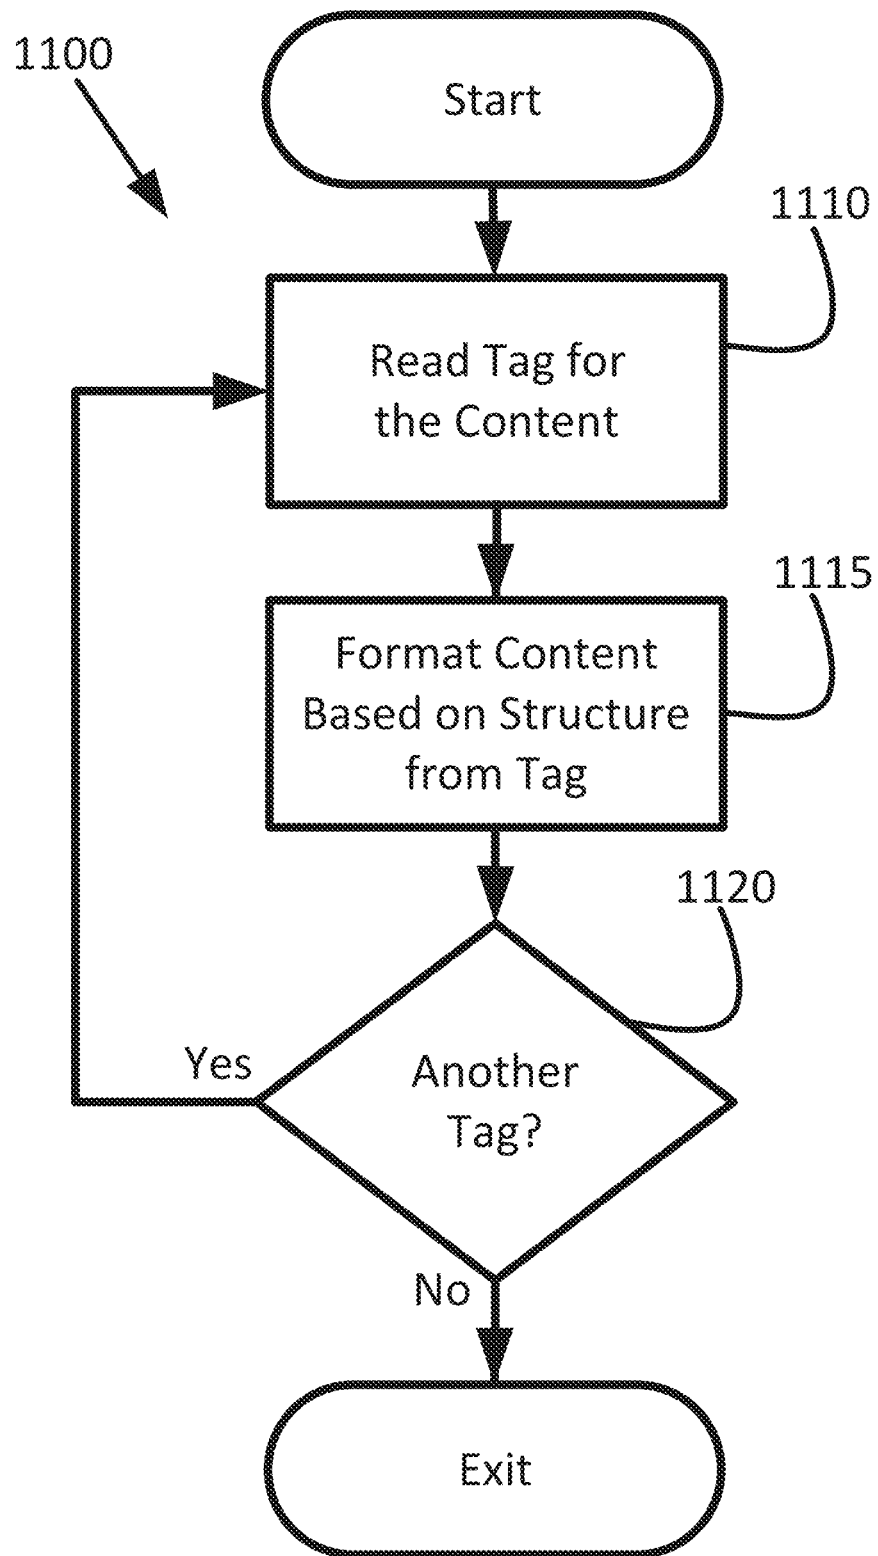 1100
Start
1110
Read Tag for
the Content
1115
Format Content
Based on Structure
from Tag
1120
Yes
Another
Tag?
No
Exit